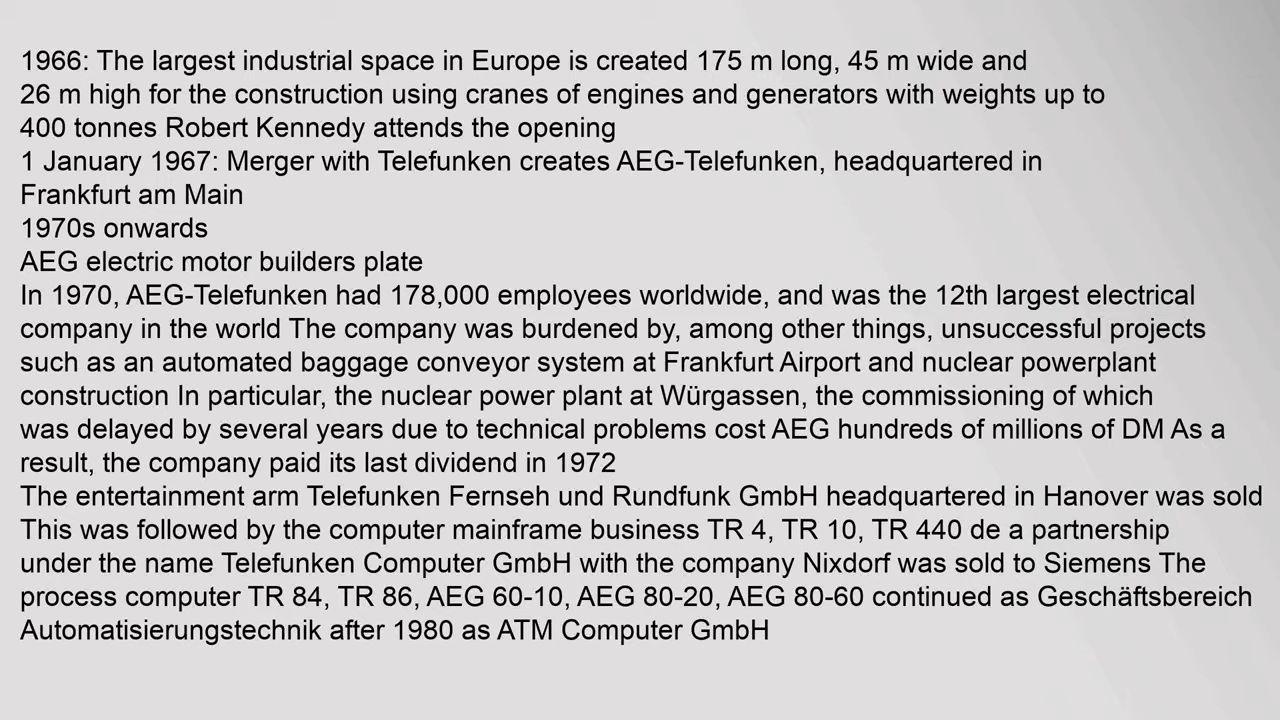 1966: The largest industrial space in Europe is created 175 m long, 45 m wide and
26 m high for the construction using cranes of engines and generators with weights up to
400 tonnes Robert Kennedy attends the opening
1 January 1967: Merger with Telefunken creates AEG-Telefunken, headquartered in
Frankfurt am Main
1970s onwards
AEG electric motor builders plate
In 1970, AEG-Telefunken had 178,000 employees worldwide, and was the 12th largest electrical
company in the world The company was burdened by, among other things, unsuccessful projects
such as an automated baggage conveyor system at Frankfurt Airport and nuclear powerplant
construction In particular, the nuclear power plant at Würgassen, the commissioning of which
was delayed by several years due to technical problems cost AEG hundreds of millions of DM As a
result, the company paid its last dividend in 1972
The entertainment arm Telefunken Fernseh und Rundfunk GmbH headquartered in Hanover was sold
This was followed by the computer mainframe business TR 4, TR 10, TR 440 de a partnership
under the name Telefunken Computer GmbH with the company Nixdorf was sold to Siemens The
process computer TR 84, TR 86, AEG 60-10, AEG 80-20, AEG 80-60 continued as Geschäftsbereich
Automatisierungstechnik after 1980 as ATM Computer GmbH